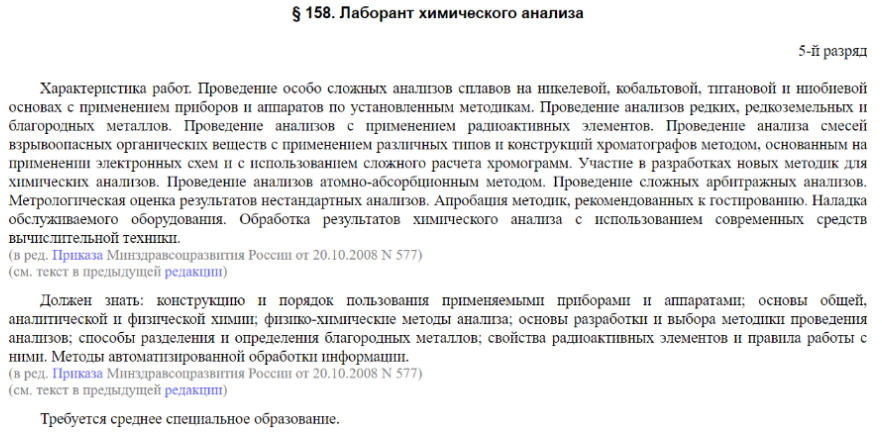 § 158. Лаборант химического анализа
5-й разряд
Характеристика работ. Проведение особо сложных анализов сплавов на никелевой, кобальтовой, титановой и ниобиевой
основах с применением приборов и аппаратов по установленным методикам. Проведение анализов редких, редкоземельных и
благородных металлов. Проведение анализов с применением радиоактивных элементов. Проведение анализа смесей
взрывоопасных органических веществ с применением различных типов и конструкций хроматографов методом, основанным на
применении электронных схем и с использованием сложного расчета хромограмм. Участие в разработках новых методик для
химических анализов. Проведение анализов атомно-абсорбционным методом. Проведение сложных арбитражных анализов.
Метрологическая оценка результатов нестандартных анализов. Апробация методик, рекомендованных к гостированию. Наладка
обслуживаемого оборудования. Обработка результатов химического анализа с использованием современных средств
вычислительной техники.
(в ред. Приказа Минздравсоцразвития России от 20.10.2008 N 577)
(см. текст в предыдущей редакции)
Должен знать: конструкцию и порядок пользования применяемыми приборами и аппаратами; основы общей,
аналитической и физической химии; физико-химические методы анализа; основы разработки и выбора методики проведения
анализов; способы разделения и определения благородных металлов; свойства радиоактивных элементов и правила работы с
ними. Методы автоматизированной обработки информации.
(в ред. Приказа Минздравсоцразвития России от 20.10.2008 N 577)
(см. текст в предыдущей редакции)
Требуется среднее специальное образование.